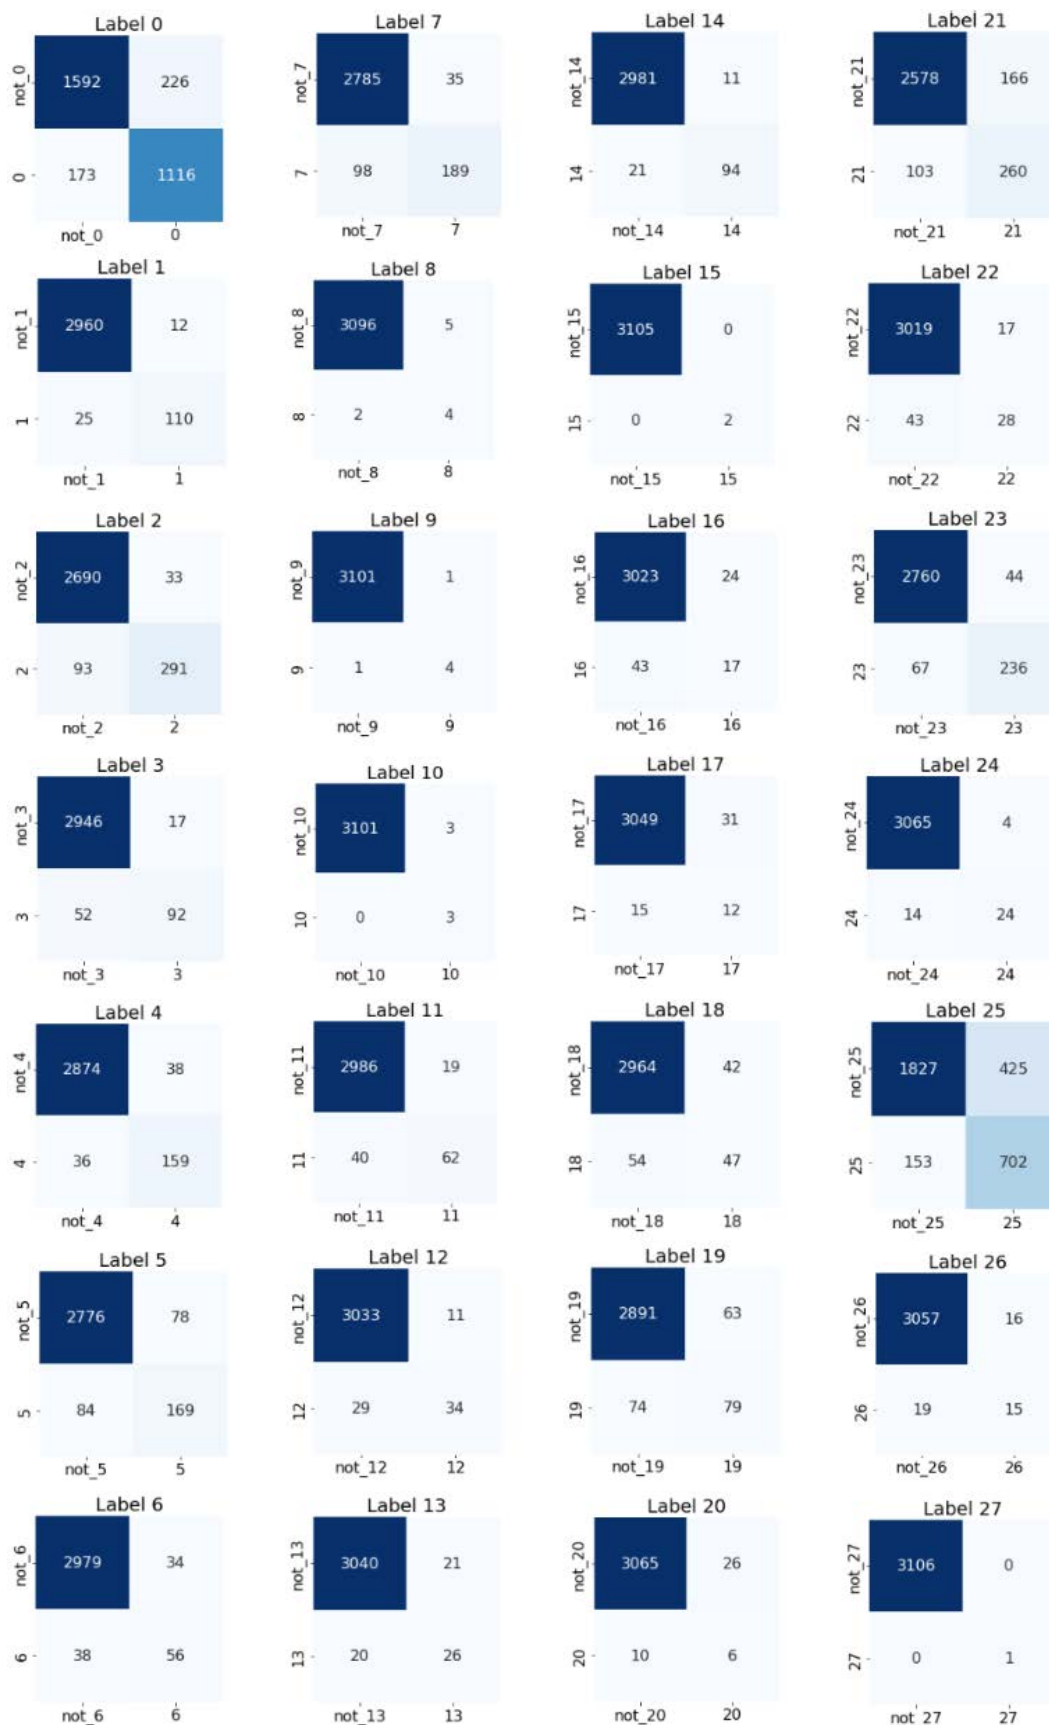 Label 0
not_0
1592 226
0
173 1116
not_0 0
Label 1
not_1
2960 12
1
25 110
not_1 1
Label 2
not_2
2690 33
2
93 291
not_2 2
Label 3
not_3
2946 17
3
52 92
not_3 3
Label 4
not_4
2874 38
4
36 159
not_4 4
Label 5
not_5
2776 78
5
84 169
not_5 5
Label 6
not_6
2979 34
6
38 56
not_6 6
Label 7
not_7
2785 35
7
98 189
not_7 7
Label 8
not_8
3096 5
8
2 4
not_8 8
Label 9
not_9
3101 1
9
1 4
not_9 9
Label 10
not_10
3101 3
10
0 3
not_10 10
Label 11
not_11
2986 19
11
40 62
not_11 11
Label 12
not_12
3033 11
12
29 34
not_12 12
Label 13
not_13
3040 21
13
20 26
not_13 13
Label 14
not_14
2981 11
14
21 94
not_14 14
Label 15
not_15
3105 0
15
0 2
not_15 15
Label 16
not_16
3023 24
16
43 17
not_16 16
Label 17
not_17
3049 31
17
15 12
not_17 17
Label 18
not_18
2964 42
18
54 47
not_18 18
Label 19
not_19
2891 63
19
74 79
not_19 19
Label 20
not_20
3065 26
20
10 6
not_20 20
Label 21
not_21
2578 166
21
103 260
not_21 21
Label 22
not_22
3019 17
22
43 28
not_22 22
Label 23
not_23
2760 44
23
67 236
not_23 23
Label 24
not_24
3065 4
24
14 24
not_24 24
Label 25
not_25
1827 425
25
153 702
not_25 25
Label 26
not_26
3057 16
26
19 15
not_26 26
Label 27
not_27
3106 0
27
0 1
not_27 27